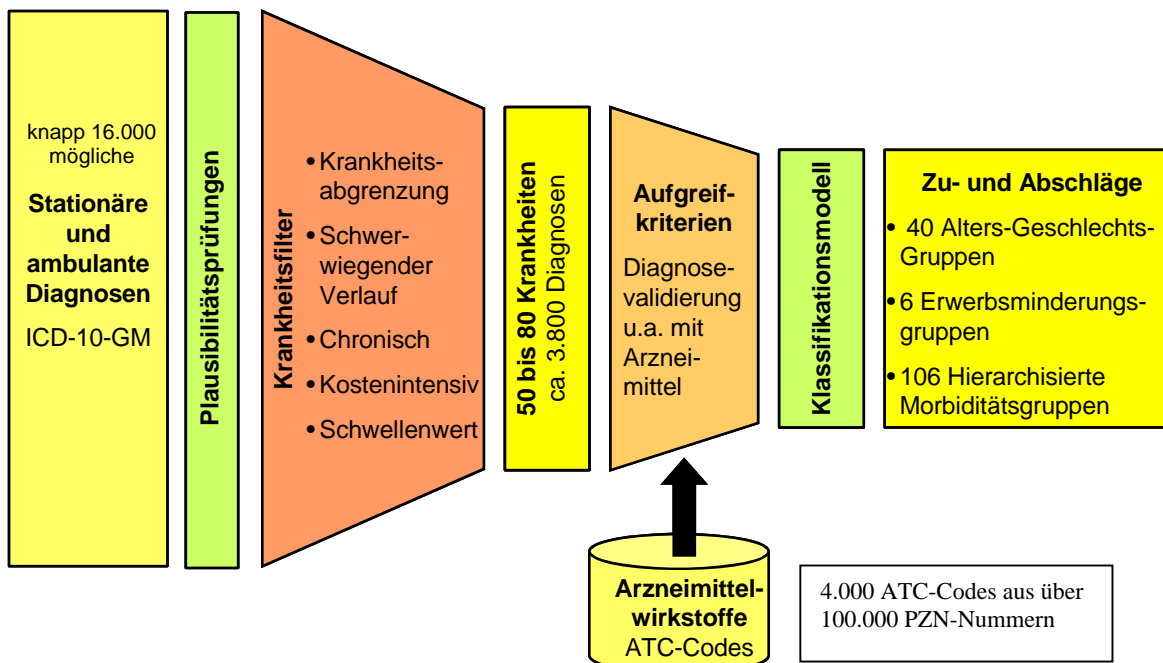 knapp 16.000
mögliche
Stationäre
und
ambulante
Diagnosen
ICD-10-GM
Plausibilitätsprüfungen
Krankheitsfilter
• Krankheits-
abgrenzung
• Schwer-
wiegender
Verlauf
• Chronisch
• Kostenintensiv
• Schwellenwert
50 bis 80 Krankheiten
ca. 3.800 Diagnosen
Aufgreif-
kriterien
Diagnose-
validierung
u.a. mit
Arznei-
mittel
Klassifikationsmodell
Zu- und Abschläge
• 40 Alters-Geschlechts-
Gruppen
• 6 Erwerbsminderungs-
gruppen
• 106 Hierarchisierte
Morbiditätsgruppen
Arzneimittel-
wirkstoffe
ATC-Codes
4.000 ATC-Codes aus über
100.000 PZN-Nummern